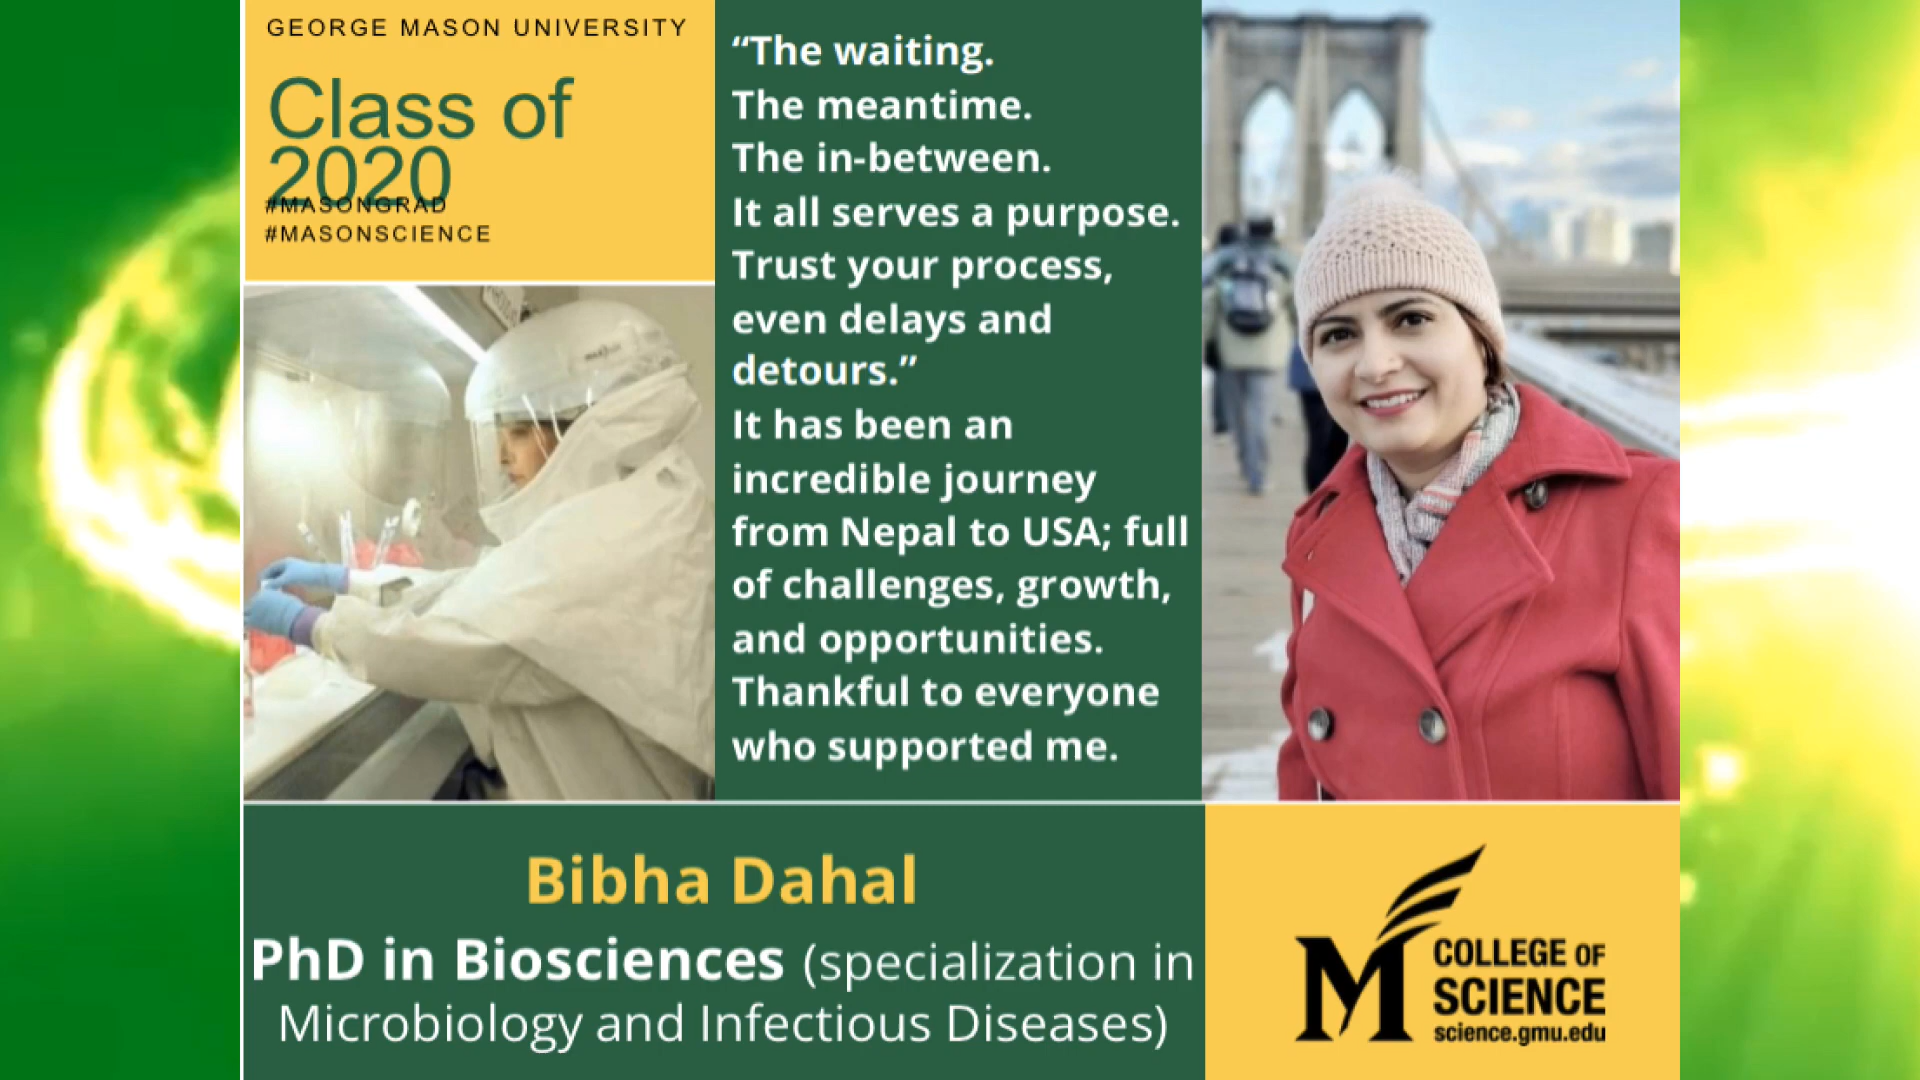 GEORGE MASON UNIVERSITY
Class of
2020
#MASONGRAD
#MASONSCIENCE
“The waiting.
The meantime.
The in-between.
It all serves a purpose.
Trust your process,
even delays and
detours.”
It has been an
incredible journey
from Nepal to USA; full
of challenges, growth,
and opportunities.
Thankful to everyone
who supported me.
Bibha Dahal
PhD in Biosciences (specialization in
Microbiology and Infectious Diseases)
M
COLLEGE OF
SCIENCE
science.gmu.edu